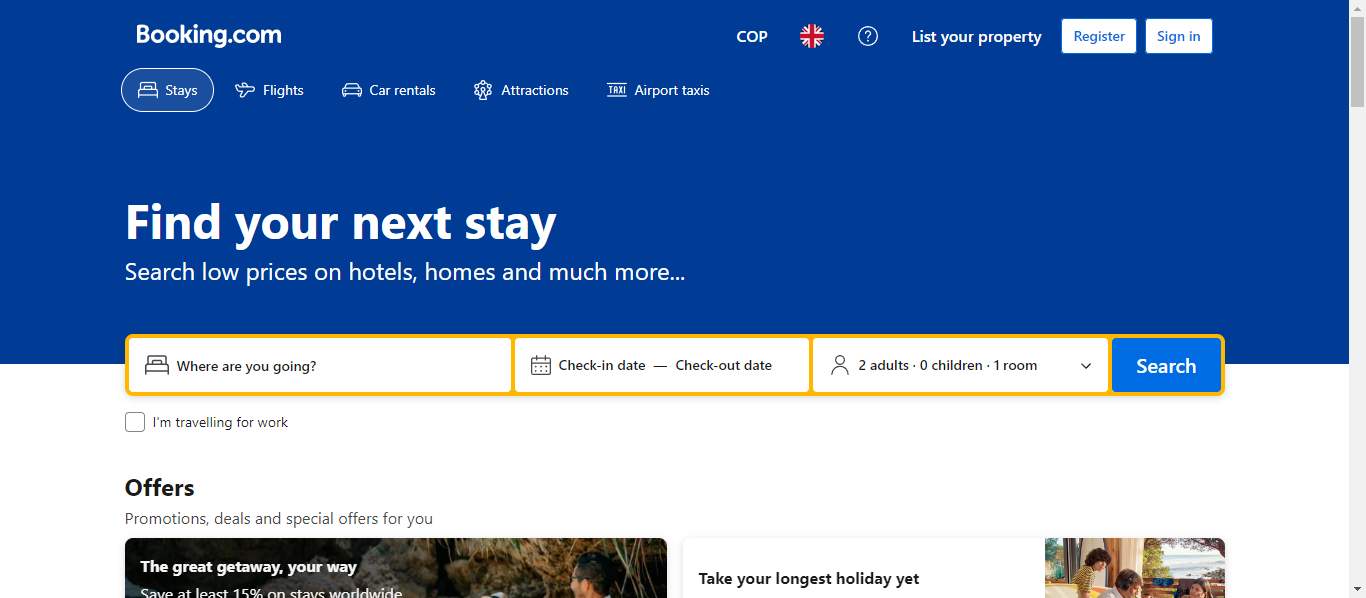 Booking.com
COP
List your property
Register
Sign in
Stays
Flights
Car rentals
Attractions
TAXI
Airport taxis
Find your next stay
Search low prices on hotels, homes and much more...
Where are you going?
Check-in date — Check-out date
2 adults · 0 children · 1 room
Search
I'm travelling for work
Offers
Promotions, deals and special offers for you
The great getaway, your way
Save at least 15% on stays worldwide
Take your longest holiday yet